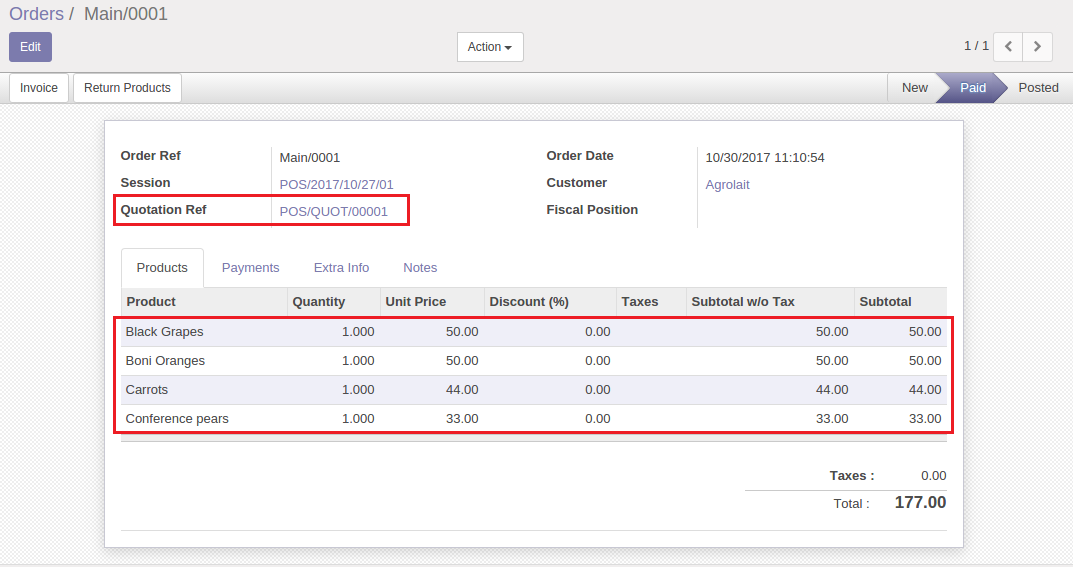 Orders / Main/0001
Edit Action 1 / 1
Invoice Return Products New Paid Posted
Order Ref Main/0001 Order Date 10/30/2017 11:10:54
Session POS/2017/10/27/01 Customer Agrolait
Quotation Ref POS/QUOT/00001 Fiscal Position
Products Payments Extra Info Notes
Product Quantity Unit Price Discount (%) Taxes Subtotal w/o Tax Subtotal
Black Grapes 1.000 50.00 0.00 50.00 50.00
Boni Oranges 1.000 50.00 0.00 50.00 50.00
Carrots 1.000 44.00 0.00 44.00 44.00
Conference pears 1.000 33.00 0.00 33.00 33.00
Taxes : 0.00
Total : 177.00